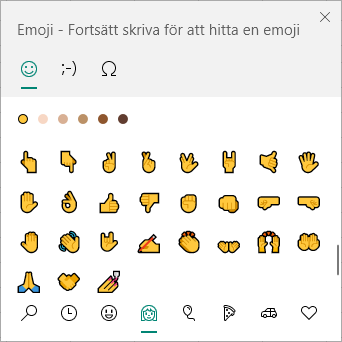 Emoji - Fortsätt skriva för att hitta en emoji
;-)
Ω